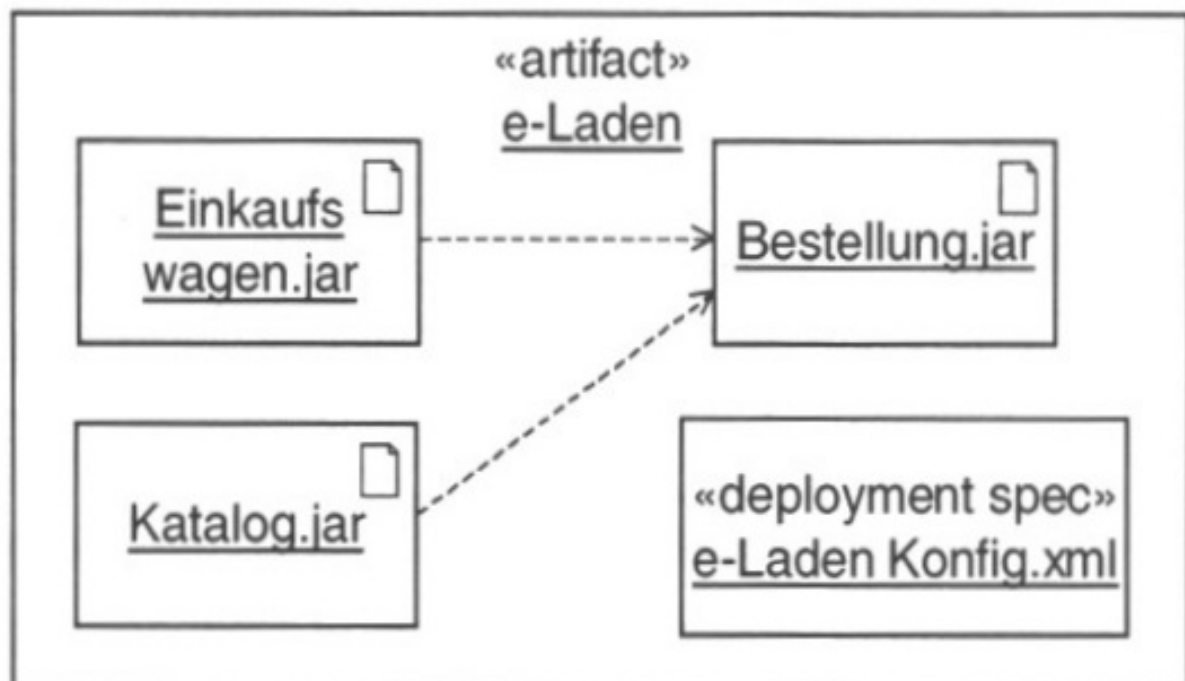 «artifact»
e-Laden
Einkaufs
wagen.jar
Bestellung.jar
Katalog.jar
«deployment spec»
e-Laden Konfig.xml